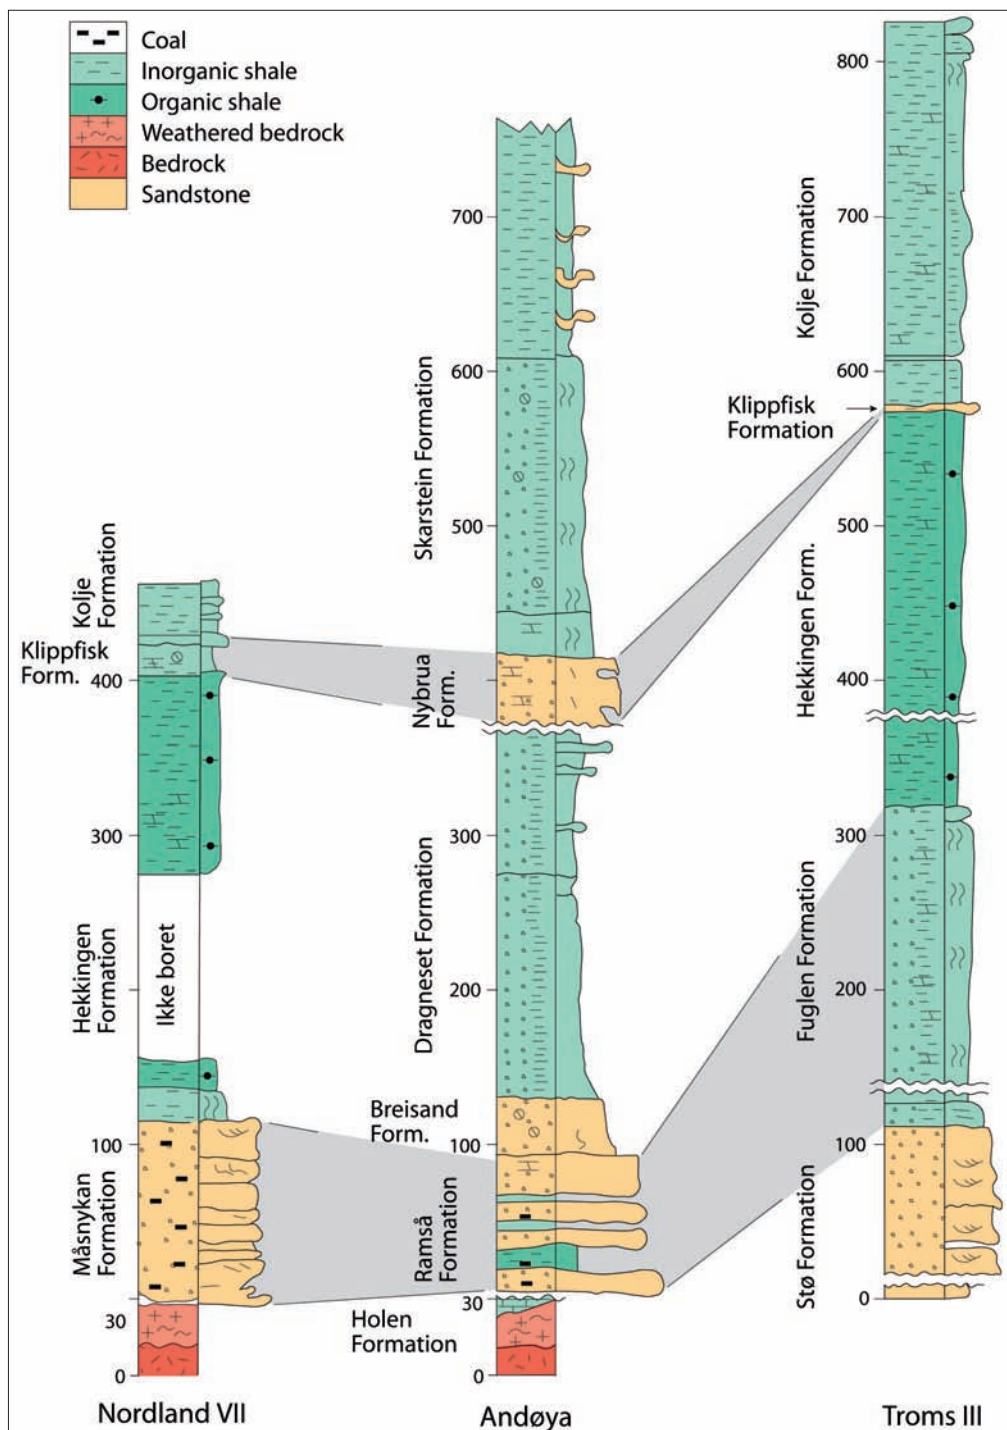 Coal
Inorganic shale
Organic shale
Weathered bedrock
Bedrock
Sandstone
Kolje
Formation
Klippfisk
Form.
400
300
Hekkingen
Formation
Ikke boret
100
Måsnykan
Formation
30
0
Nordland VII
700
600
Skarstein Formation
500
Nybrua
Form.
300
Dragneset Formation
200
Breisand
Form.
100
Ramså
Formation
30
Holen
Formation
0
Andøya
800
Kolje Formation
700
600
Klippfisk
Formation
500
Hekkingen Form.
400
300
Fuglen Formation
200
100
Stø Formation
0
Troms III